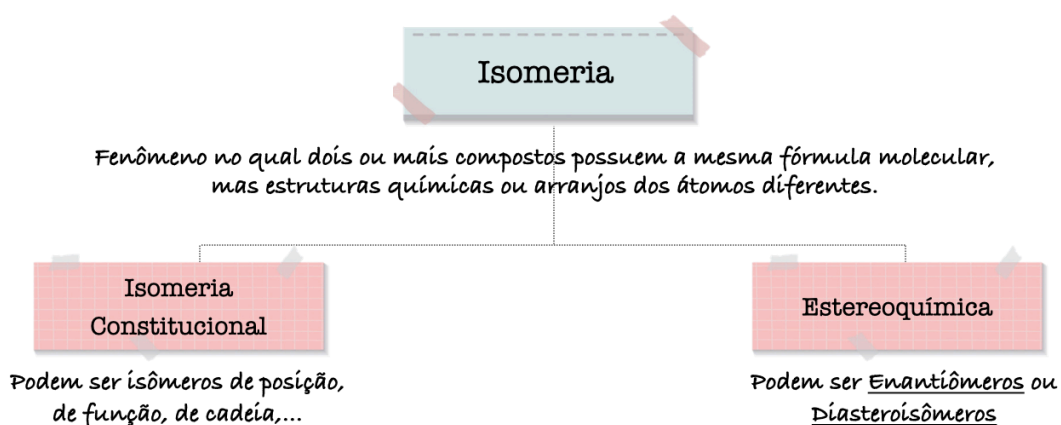 Isomeria
Fenômeno no qual dois ou mais compostos possuem a mesma fórmula molecular,
mas estruturas químicas ou arranjos dos átomos diferentes.
Isomeria
Constitucional
Podem ser isômeros de posição,
de função, de cadeia,...
Estereoquímica
Podem ser Enantiômeros ou
Diasteroisômeros